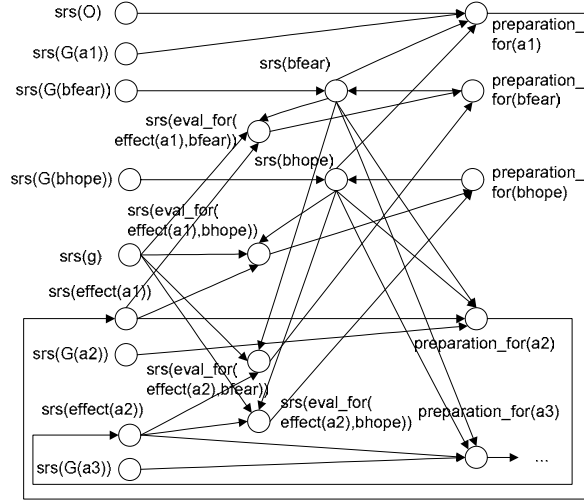 srs(O)
preparation_
for(a1)
srs(G(a1))
srs(bfear)
srs(G(bfear))
preparation_
for(bfear)
srs(eval_for(
effect(a1),bfear))
srs(bhope)
srs(G(bhope))
preparation_
for(bhope)
srs(eval_for(
effect(a1),bhope))
srs(g)
srs(effect(a1))
srs(G(a2))
preparation_for(a2)
srs(eval_for(
effect(a2),bfear))
srs(effect(a2))
srs(eval_for(
effect(a2),bhope))
preparation_for(a3)
srs(G(a3))
...